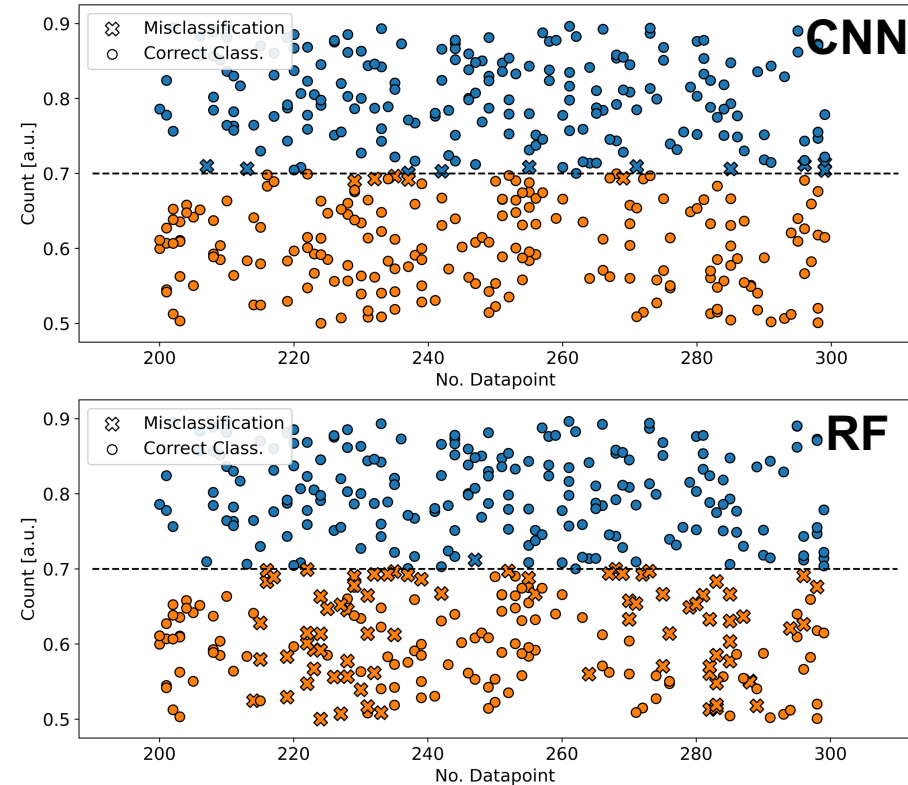 0.9
Misclassification
CNN
Correct Class.
0.8
0.7
Count [a.u.]
0.6
0.5
200 220 240 260 280 300
No. Datapoint
0.9
Misclassification
RF
Correct Class.
0.8
0.7
Count [a.u.]
0.6
0.5
200 220 240 260 280 300
No. Datapoint